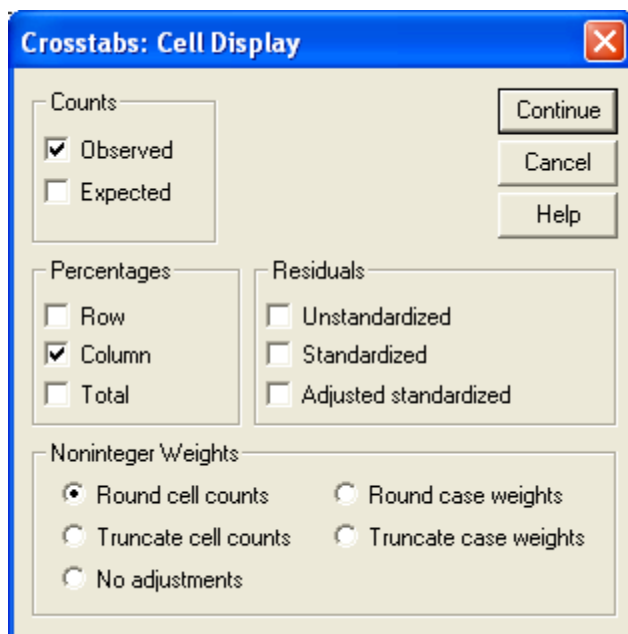 Crosstabs: Cell Display
Counts
Observed
Expected
Continue
Cancel
Help
Percentages
Row
Column
Total
Residuals
Unstandardized
Standardized
Adjusted standardized
Noninteger Weights
Round cell counts
Round case weights
Truncate cell counts
Truncate case weights
No adjustments